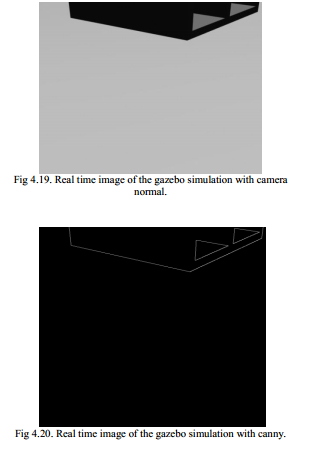 Fig 4.19. Real time image of the gazebo simulation with camera
normal.
Fig 4.20. Real time image of the gazebo simulation with canny.